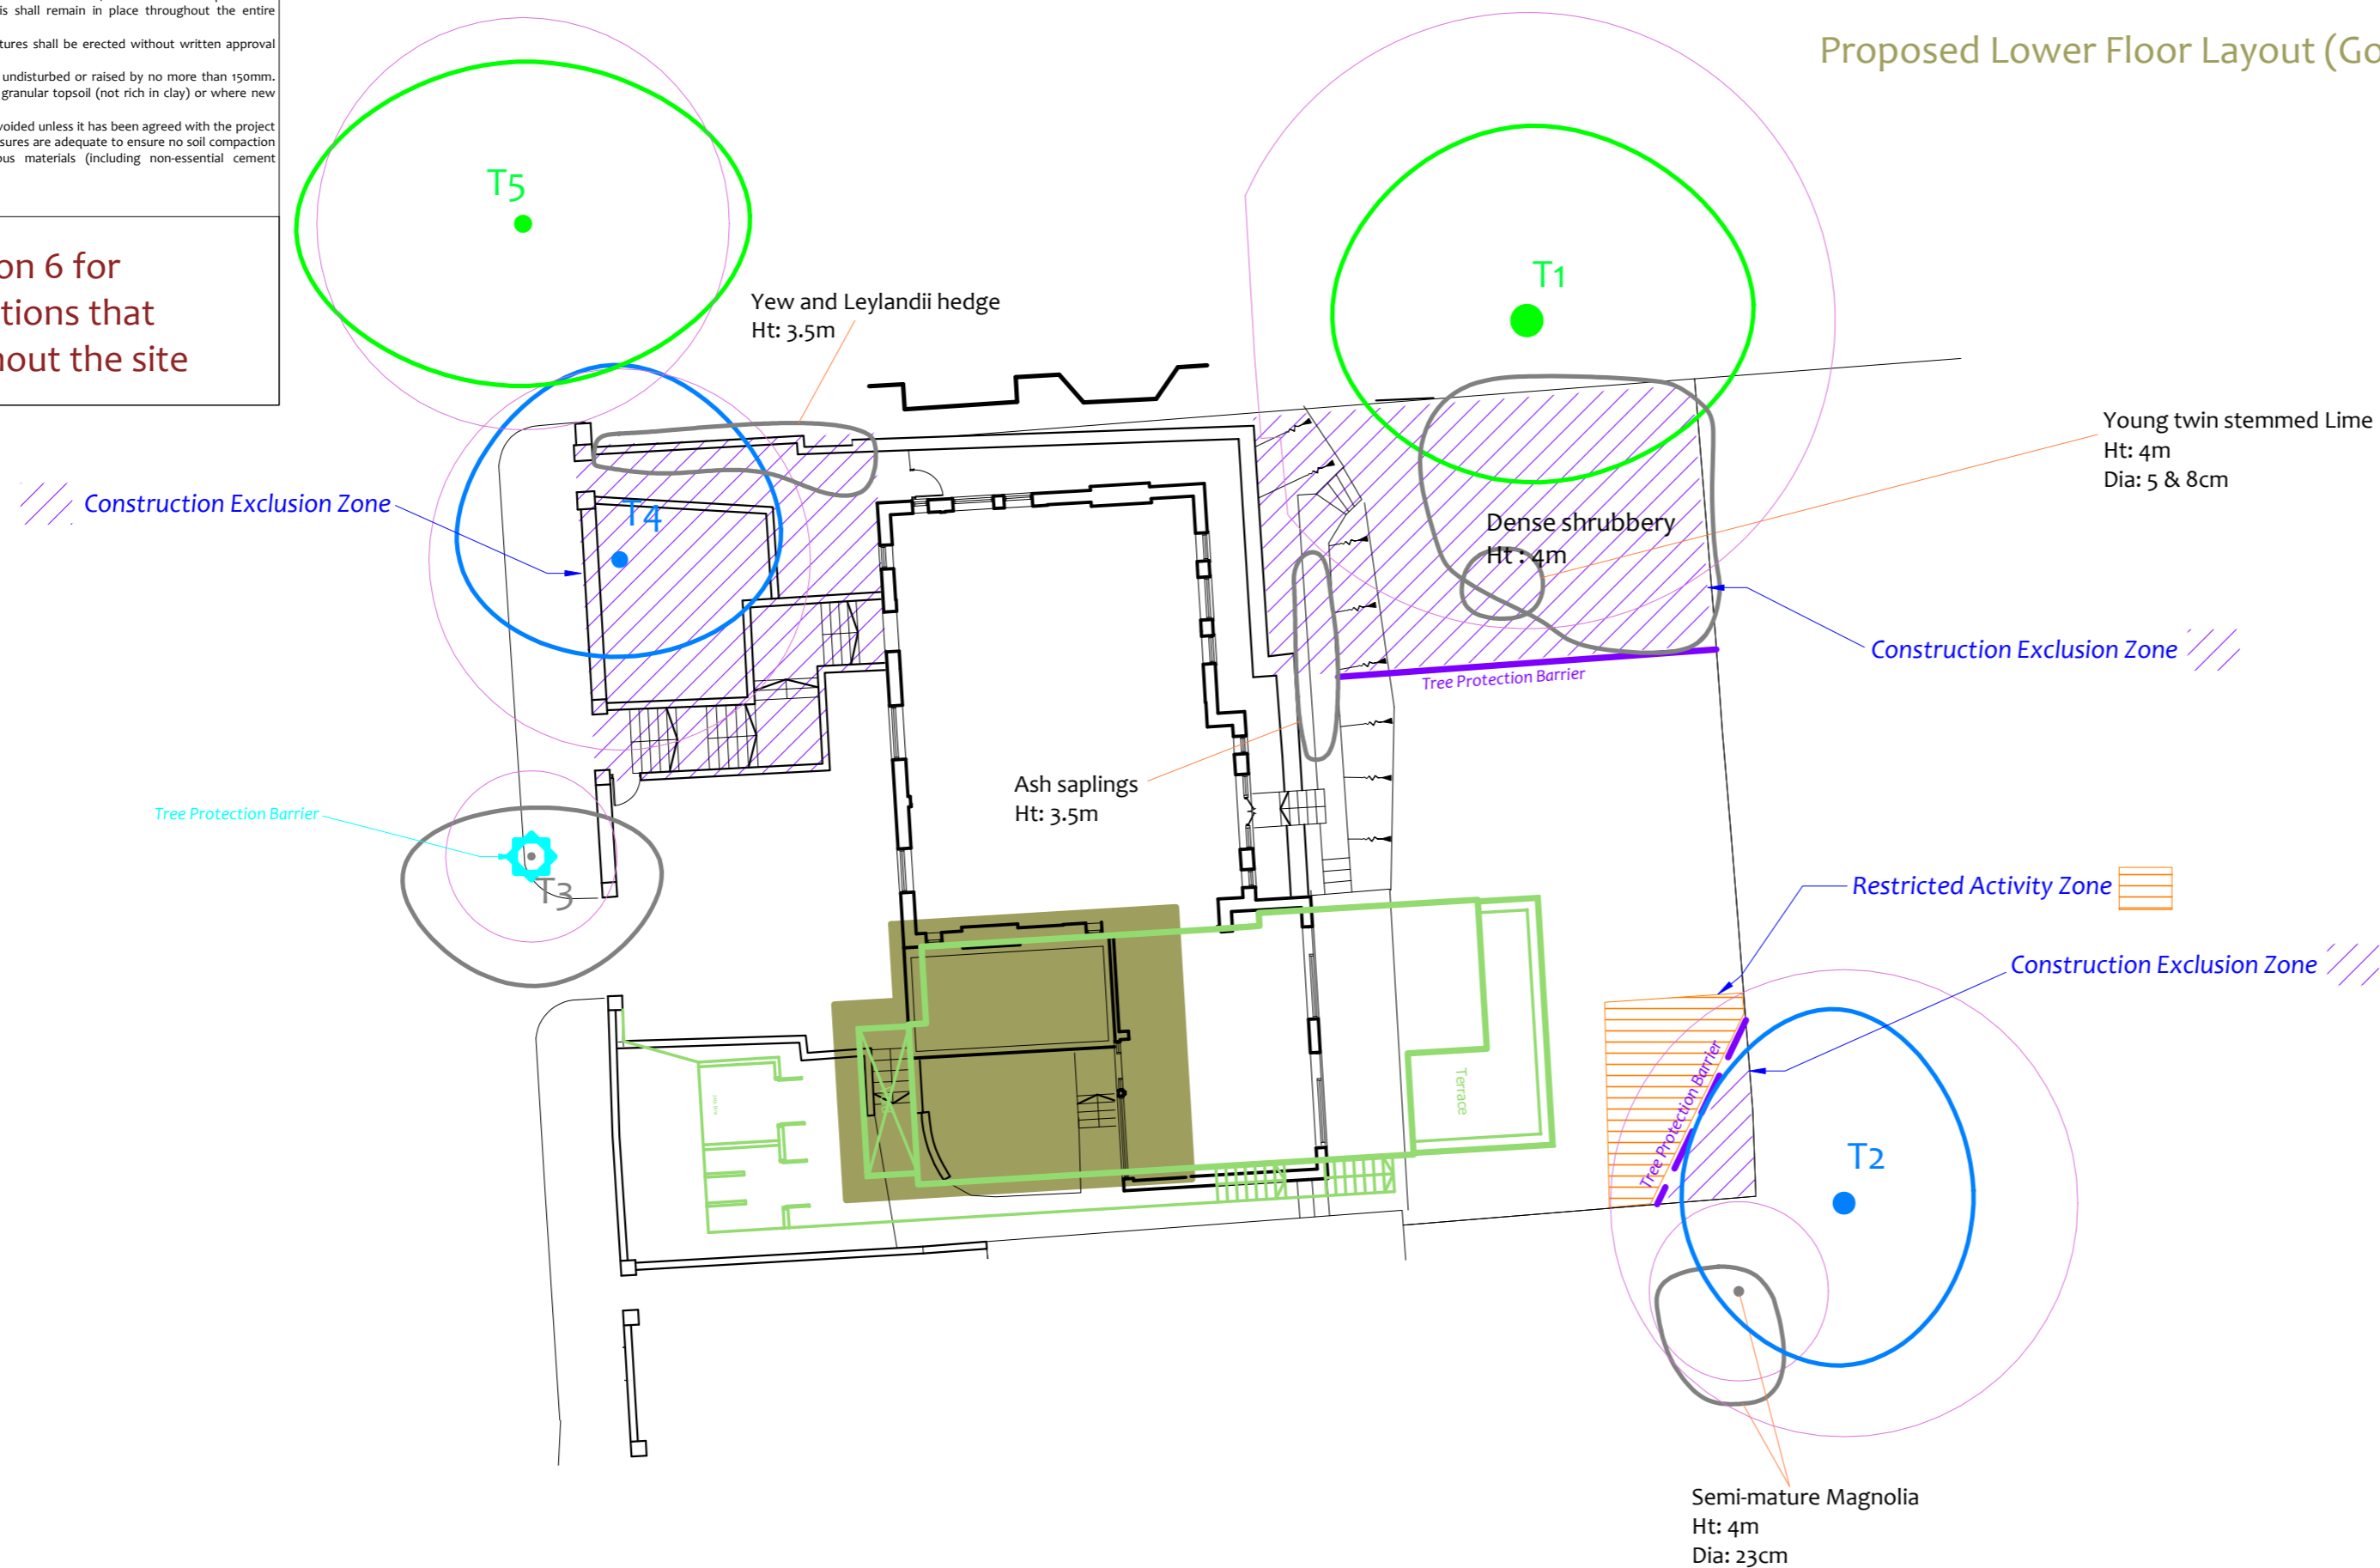 is shall remain in place throughout the entire
tures shall be erected without written approval
undisturbed or raised by no more than 150mm.
granular topsoil (not rich in clay) or where new
voided unless it has been agreed with the project
sures are adequate to ensure no soil compaction
ous materials (including non-essential cement
on 6 for
tions that
hout the site
Proposed Lower Floor Layout (Go
T5
T1
Yew and Leylandii hedge
Ht: 3.5m
Young twin stemmed Lime
Ht: 4m
Dia: 5 & 8cm
Construction Exclusion Zone
T4
Dense shrubbery
Ht : 4m
Construction Exclusion Zone
Tree Protection Barrier
Ash saplings
Ht: 3.5m
Tree Protection Barrier
T3
Restricted Activity Zone
Construction Exclusion Zone
Tree Protection Barrier
Terrace
T2
Semi-mature Magnolia
Ht: 4m
Dia: 23cm